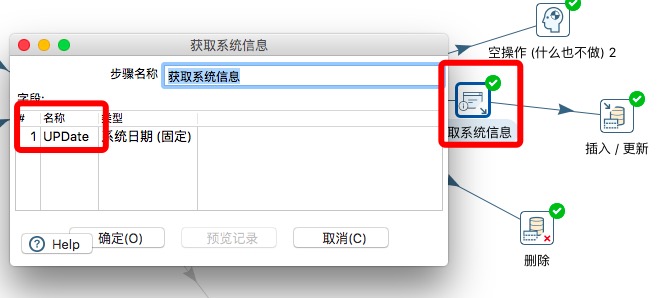 获取系统信息
步骤名称 获取系统信息
字段:
# 名称 类型
1 UPDate 系统日期 (固定)
Help 确定(O) 预览记录 取消(C)
空操作 (什么也不做) 2
取系统信息
插入 / 更新
删除